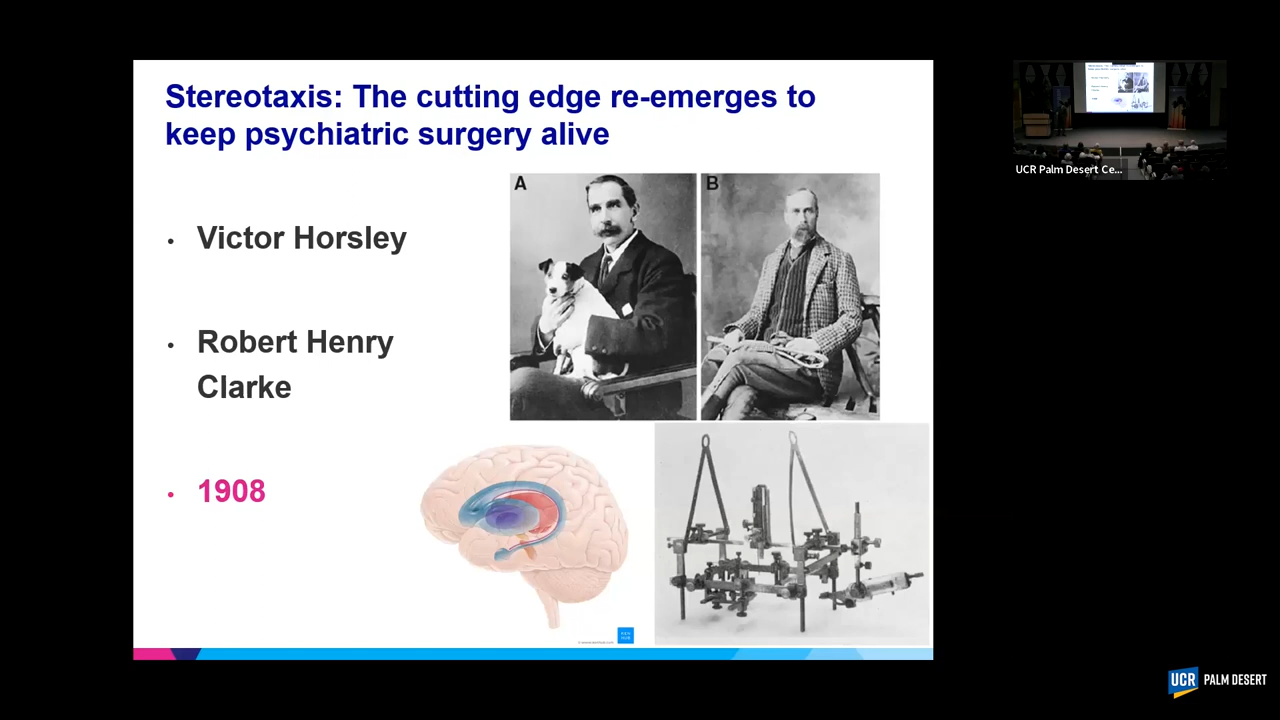 Stereotaxis: The cutting edge re-emerges to
keep psychiatric surgery alive
• Victor Horsley
• Robert Henry
Clarke
• 1908
A
B
UCR Palm Desert Ce...
UCR PALM DESERT